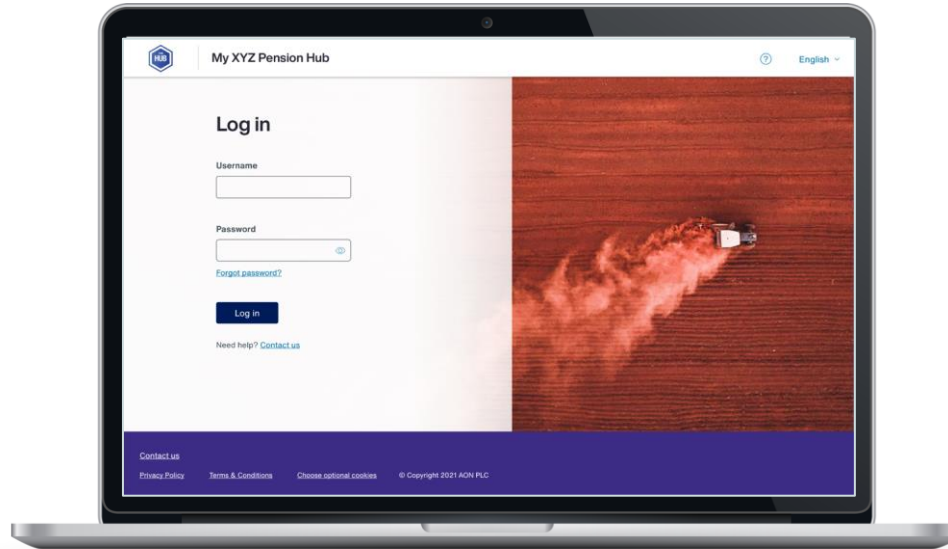 HUB
My XYZ Pension Hub
?
English
Log in
Username
Password
Forgot password?
Log in
Need help? Contact us
Contact us
Privacy Policy Terms & Conditions Choose optional cookies © Copyright 2021 AON PLC